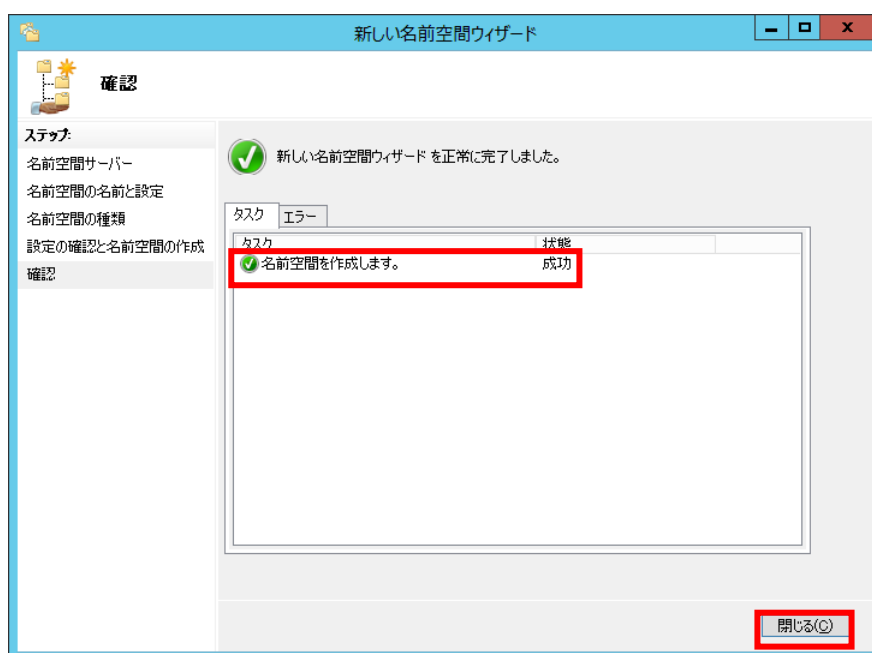 新しい名前空間ウィザード
確認
ステップ:
名前空間サーバー
名前空間の名前と設定
名前空間の種類
設定の確認と名前空間の作成
確認
新しい名前空間ウィザード を正常に完了しました。
タスク エラー
タスク 状態
名前空間を作成します。 成功
閉じる(C)